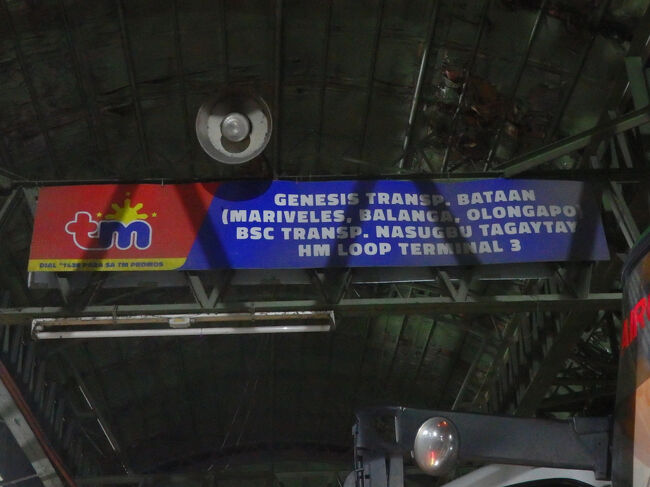 GENESIS TRANSP. BATAAN
(MARIVELES, BALANGA, OLONGAPO)
BSC TRANSP. NASUGBU TAGAYTAY
HM LOOP TERMINAL 3
tm
DIAL *143# PARA SA TM PROMOS